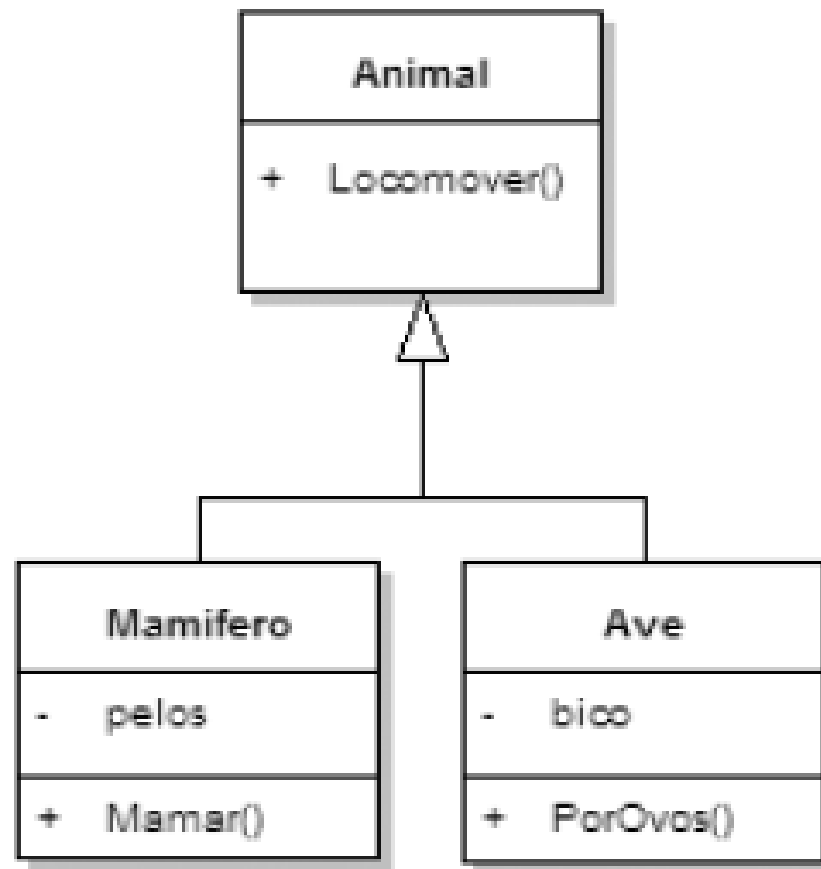 Animal
+ Locomover()
Mamifero
- pelos
+ Mamar()
Ave
- bico
+ PorOvos()